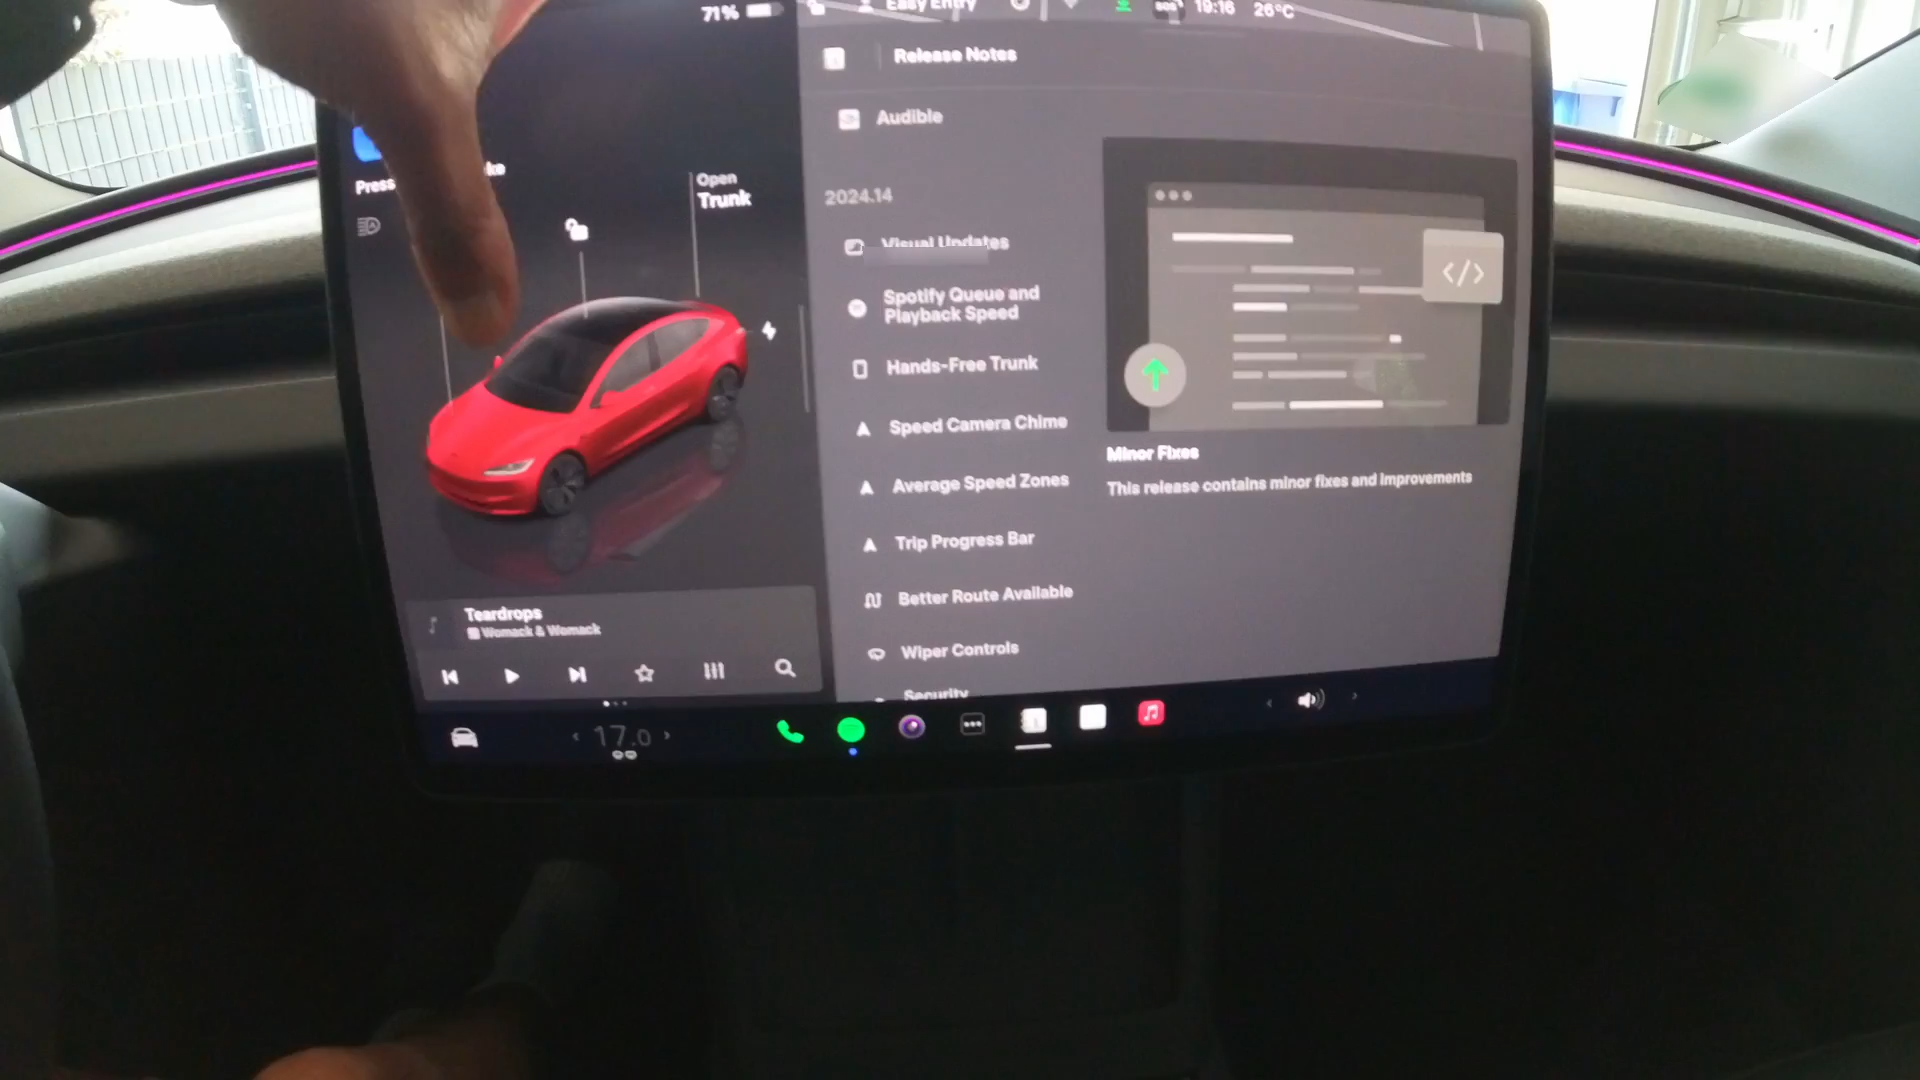 71%
Easy Entry
SOS
19:16
26°C
Release Notes
Audible
Press
ke
Open
Trunk
2024.14
Visual Updates
Spotify Queue and
Playback Speed
Hands-Free Trunk
Speed Camera Chime
Average Speed Zones
Trip Progress Bar
Better Route Available
Wiper Controls
Security
</>
Minor Fixes
This release contains minor fixes and improvements
Teardrops
Womack & Womack
17.0